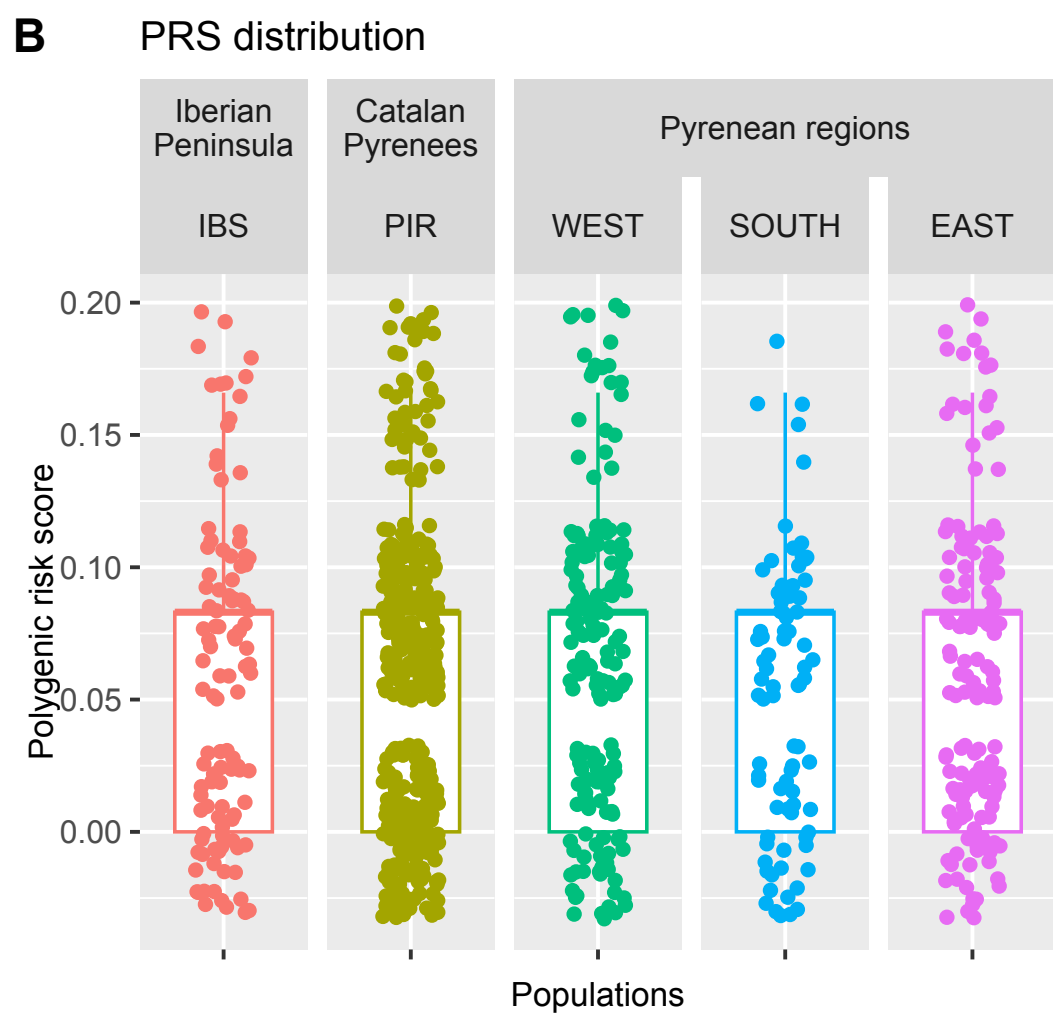 B PRS distribution
Iberian
Peninsula
Catalan
Pyrenees
Pyrenean regions
IBS PIR WEST SOUTH EAST
Polygenic risk score
0.20
0.15
0.10
0.05
0.00
Populations